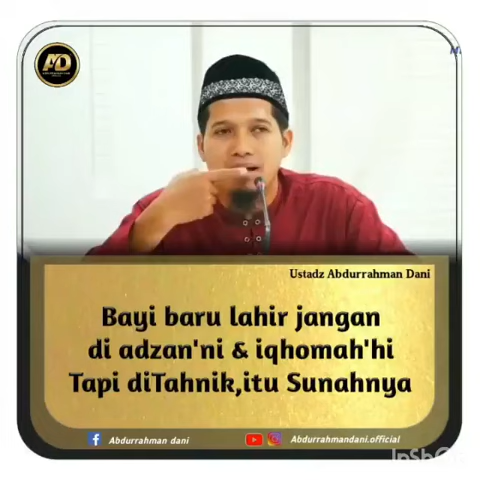 AD
Ustadz Abdurrahman Dani
Bayi baru lahir jangan
di adzan'ni & iqhomah'hi
Tapi diTahnik,itu Sunahnya
Abdurrahman dani
Abdurrahmandani.official